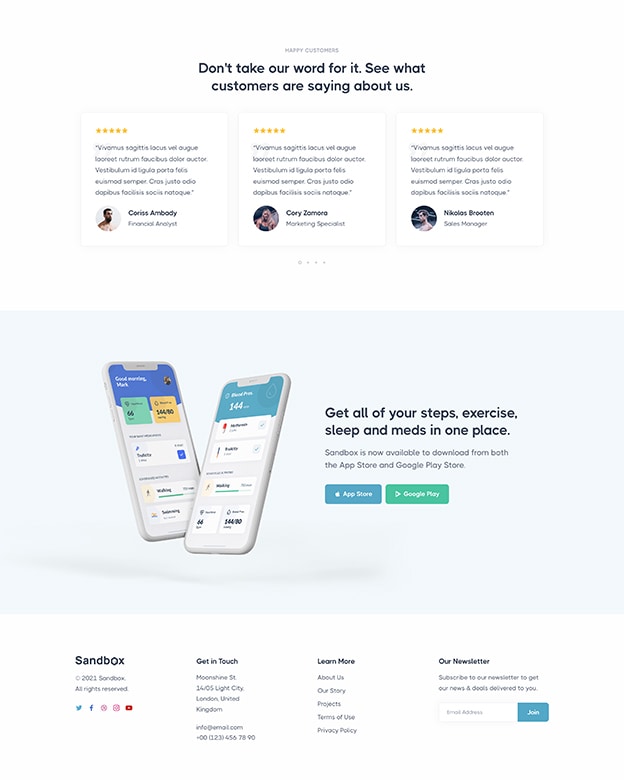 HAPPY CUSTOMERS
Don't take our word for it. See what
customers are saying about us.
"Vivamus sagittis lacus vel augue
laoreet rutrum faucibus dolor auctor.
Vestibulum id ligula porta felis
euismod semper. Cras justo odio
dapibus facilisis sociis natoque."
Coriss Ambady
Financial Analyst
"Vivamus sagittis lacus vel augue
laoreet rutrum faucibus dolor auctor.
Vestibulum id ligula porta felis
euismod semper. Cras justo odio
dapibus facilisis sociis natoque."
Cory Zamora
Marketing Specialist
"Vivamus sagittis lacus vel augue
laoreet rutrum faucibus dolor auctor.
Vestibulum id ligula porta felis
euismod semper. Cras justo odio
dapibus facilisis sociis natoque."
Nikolas Brooten
Sales Manager
Good morning,
Mark
66
144/80
Trulicity
Walking
Swimming
Blood Pres
144
Trulicity
Walking
66
144/80
Get all of your steps, exercise,
sleep and meds in one place.
Sandbox is now available to download from both
the App Store and Google Play Store.
App Store
Google Play
Sandbox
© 2021 Sandbox.
All rights reserved.
Get in Touch
Moonshine St.
14/05 Light City,
London, United
Kingdom
info@email.com
+00 (123) 456 78 90
Learn More
About Us
Our Story
Projects
Terms of Use
Privacy Policy
Our Newsletter
Subscribe to our newsletter to get
our news & deals delivered to you.
Email Address
Join